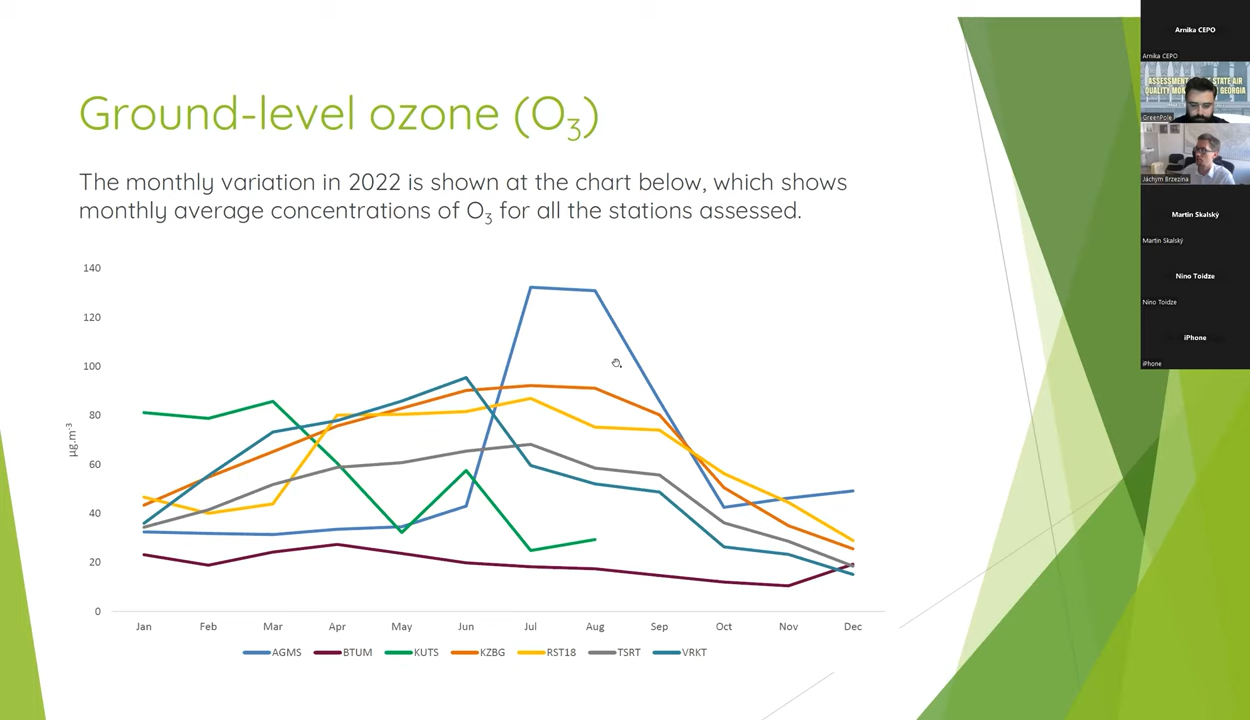 Ground-level ozone (O₃)
The monthly variation in 2022 is shown at the chart below, which shows
monthly average concentrations of O₃ for all the stations assessed.
140
120
100
80
60
40
20
0
µg.m⁻³
Jan Feb Mar Apr May Jun Jul Aug Sep Oct Nov Dec
AGMS BTUM KUTS KZBG RST18 TSRT VRKT
Arnika CEPO
Arnika CEPO
GreenPole
Jáchym Brzezina
Martin Skalský
Martin Skalský
Nino Toidze
Nino Toidze
iPhone
iPhone